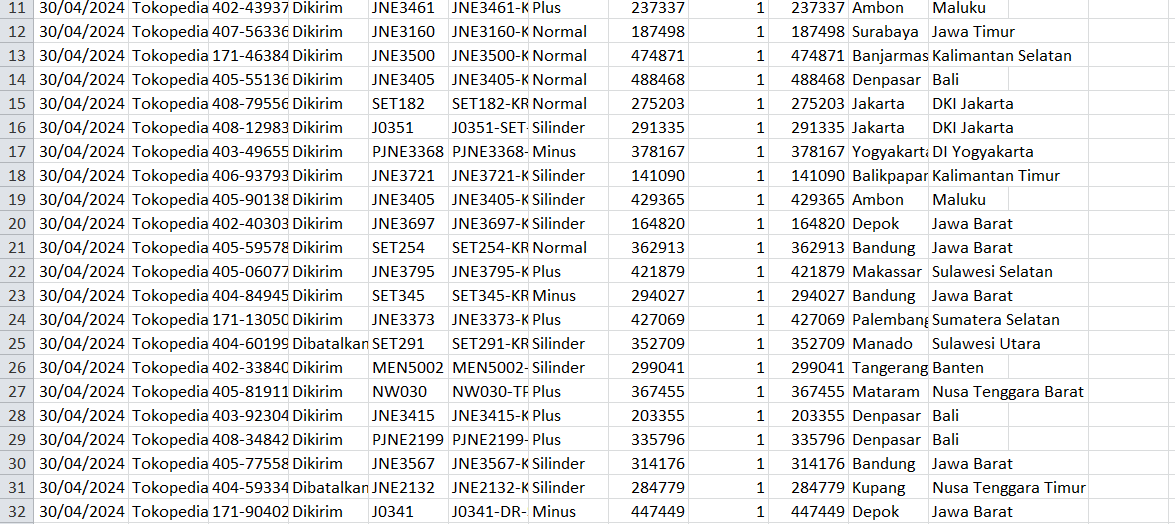 11 30/04/2024 Tokopedia 402-43937 Dikirim JNE3461 JNE3461-K Plus 237337 1 237337 Ambon Maluku
12 30/04/2024 Tokopedia 407-56336 Dikirim JNE3160 JNE3160-K Normal 187498 1 187498 Surabaya Jawa Timur
13 30/04/2024 Tokopedia 171-46384 Dikirim JNE3500 JNE3500-K Normal 474871 1 474871 Banjarmas Kalimantan Selatan
14 30/04/2024 Tokopedia 405-55136 Dikirim JNE3405 JNE3405-K Normal 488468 1 488468 Denpasar Bali
15 30/04/2024 Tokopedia 408-79556 Dikirim SET182 SET182-KR Normal 275203 1 275203 Jakarta DKI Jakarta
16 30/04/2024 Tokopedia 408-12983 Dikirim J0351 J0351-SET- Silinder 291335 1 291335 Jakarta DKI Jakarta
17 30/04/2024 Tokopedia 403-49655 Dikirim PJNE3368 PJNE3368- Minus 378167 1 378167 Yogyakarta DI Yogyakarta
18 30/04/2024 Tokopedia 406-93793 Dikirim JNE3721 JNE3721-K Silinder 141090 1 141090 Balikpapan Kalimantan Timur
19 30/04/2024 Tokopedia 405-90138 Dikirim JNE3405 JNE3405-K Silinder 429365 1 429365 Ambon Maluku
20 30/04/2024 Tokopedia 402-40303 Dikirim JNE3697 JNE3697-K Silinder 164820 1 164820 Depok Jawa Barat
21 30/04/2024 Tokopedia 405-59578 Dikirim SET254 SET254-KR Normal 362913 1 362913 Bandung Jawa Barat
22 30/04/2024 Tokopedia 405-06077 Dikirim JNE3795 JNE3795-K Plus 421879 1 421879 Makassar Sulawesi Selatan
23 30/04/2024 Tokopedia 404-84945 Dikirim SET345 SET345-KR Minus 294027 1 294027 Bandung Jawa Barat
24 30/04/2024 Tokopedia 171-13050 Dikirim JNE3373 JNE3373-K Plus 427069 1 427069 Palembang Sumatera Selatan
25 30/04/2024 Tokopedia 404-60199 Dibatalkan SET291 SET291-KR Silinder 352709 1 352709 Manado Sulawesi Utara
26 30/04/2024 Tokopedia 402-33840 Dikirim MEN5002 MEN5002- Silinder 299041 1 299041 Tangerang Banten
27 30/04/2024 Tokopedia 405-81911 Dikirim NW030 NW030-TP Plus 367455 1 367455 Mataram Nusa Tenggara Barat
28 30/04/2024 Tokopedia 403-92304 Dikirim JNE3415 JNE3415-K Plus 203355 1 203355 Denpasar Bali
29 30/04/2024 Tokopedia 408-34842 Dikirim PJNE2199 PJNE2199- Plus 335796 1 335796 Denpasar Bali
30 30/04/2024 Tokopedia 405-77558 Dikirim JNE3567 JNE3567-K Silinder 314176 1 314176 Bandung Jawa Barat
31 30/04/2024 Tokopedia 404-59334 Dibatalkan JNE2132 JNE2132-K Silinder 284779 1 284779 Kupang Nusa Tenggara Timur
32 30/04/2024 Tokopedia 171-90402 Dikirim J0341 J0341-DR- Minus 447449 1 447449 Depok Jawa Barat